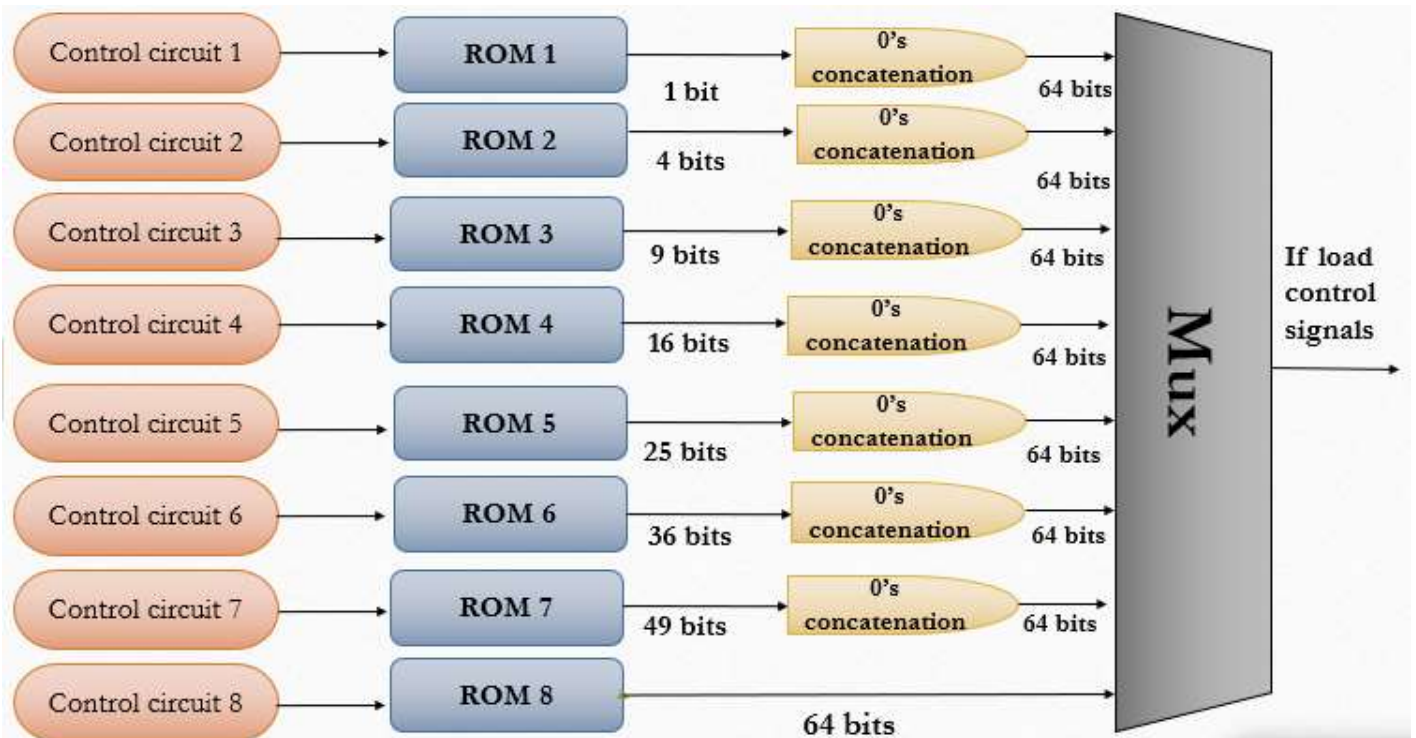 Control circuit 1
ROM 1
1 bit
0's
concatenation
64 bits
Control circuit 2
ROM 2
4 bits
0's
concatenation
64 bits
Control circuit 3
ROM 3
9 bits
0's
concatenation
64 bits
Control circuit 4
ROM 4
16 bits
0's
concatenation
64 bits
Control circuit 5
ROM 5
25 bits
0's
concatenation
64 bits
Control circuit 6
ROM 6
36 bits
0's
concatenation
64 bits
Control circuit 7
ROM 7
49 bits
0's
concatenation
64 bits
Control circuit 8
ROM 8
64 bits
Mux
If load
control
signals